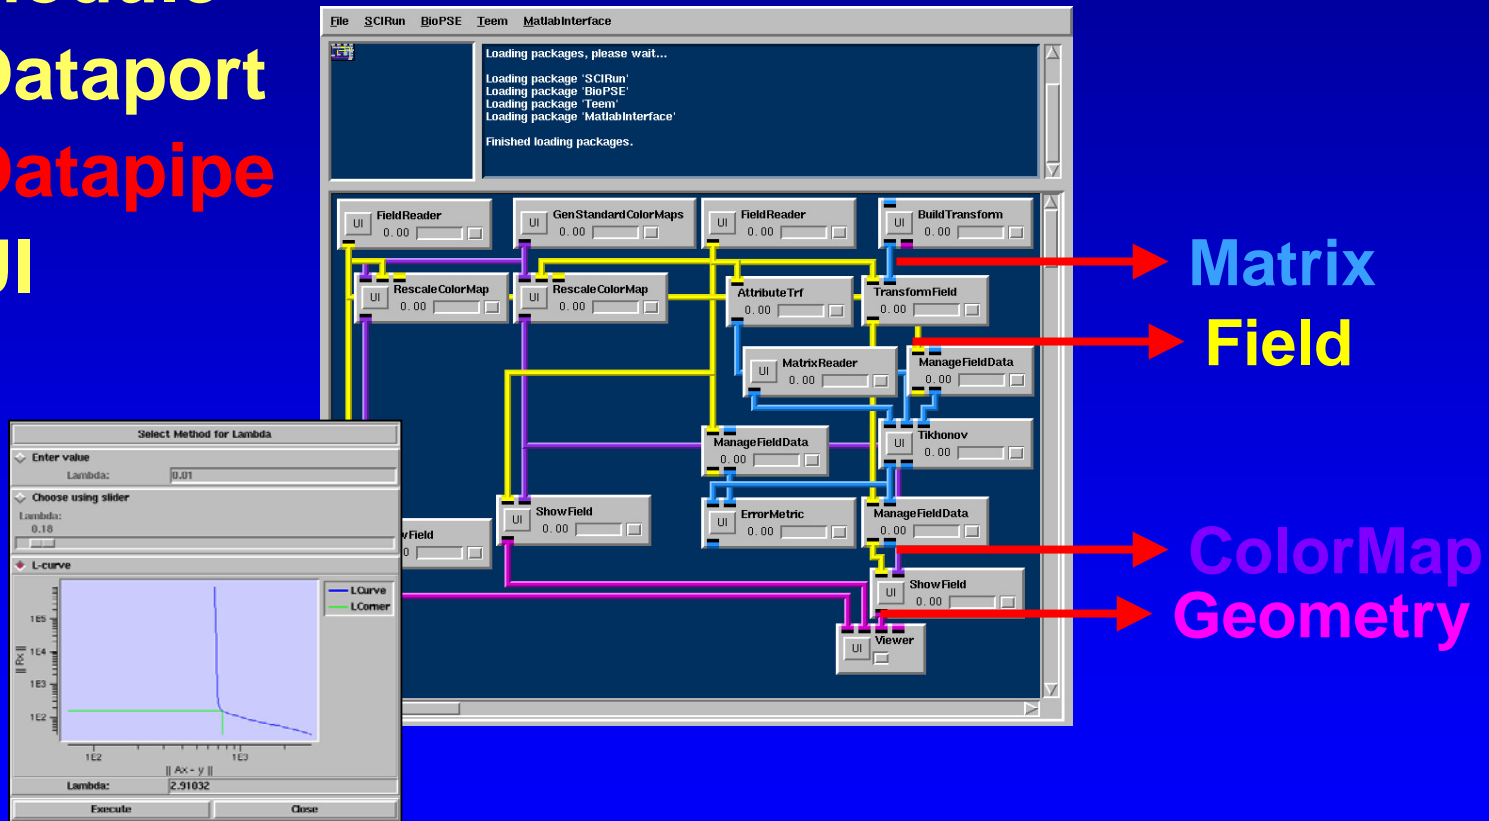 Module
Dataport
Datapipe
UI
File SCIRun BioPSE Teem MatlabInterface
Loading packages, please wait...
Loading package 'SCIRun'
Loading package 'BioPSE'
Loading package 'Teem'
Loading package 'MatlabInterface'
Finished loading packages.
UI FieldReader 0.00
UI GenStandardColorMaps 0.00
UI FieldReader 0.00
UI BuildTransform 0.00
UI RescaleColorMap 0.00
UI RescaleColorMap 0.00
AttributeTrf 0.00
TransformField 0.00
UI MatrixReader 0.00
ManageFieldData 0.00
ManageFieldData 0.00
UI Tikhonov 0.00
UI ShowField 0.00
UI ErrorMetric 0.00
ManageFieldData 0.00
wField 0
UI ShowField 0.00
UI Viewer
Matrix
Field
ColorMap
Geometry
Select Method for Lambda
Enter value
Lambda: 0.01
Choose using slider
Lambda:
0.18
L-curve
LCurve
LCorner
1E5
1E4
1E3
1E2
|| Rx ||
1E2 1E3
|| Ax - y ||
Lambda: 2.91032
Execute Close